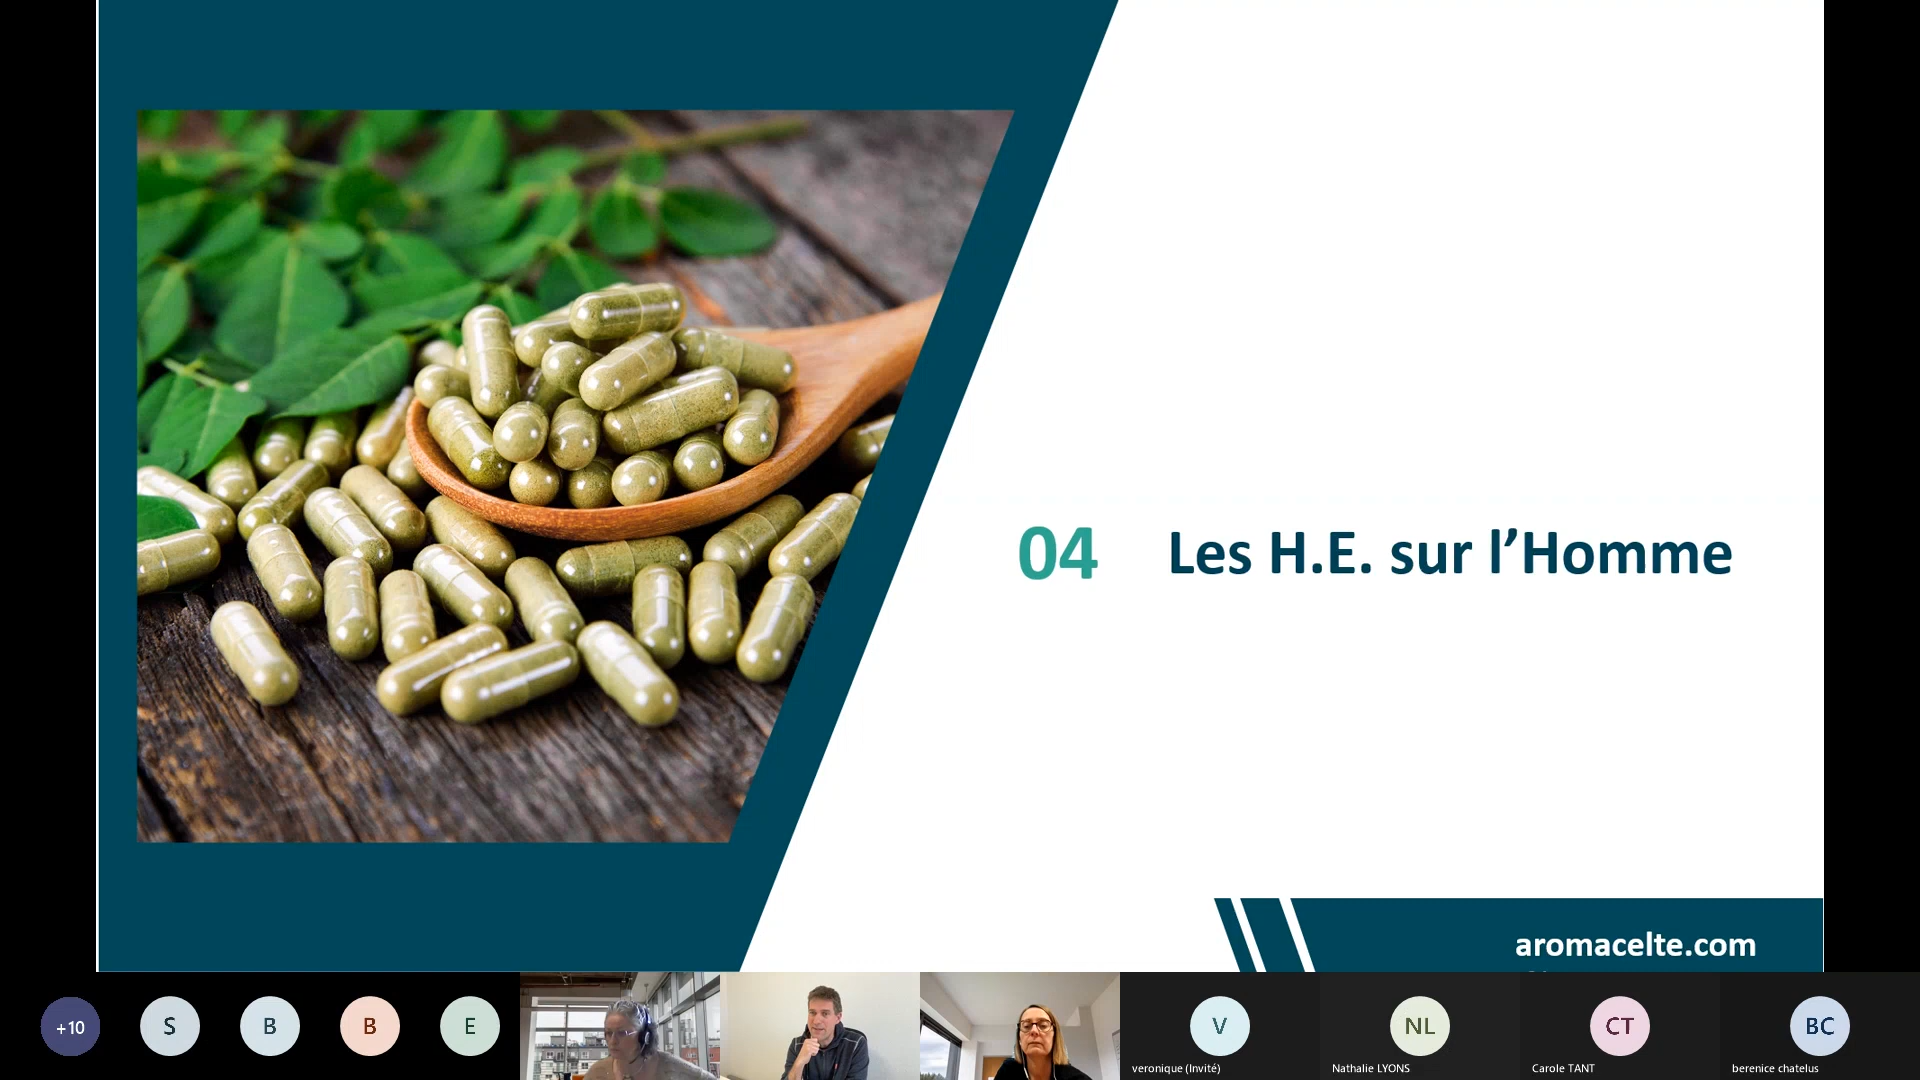 04 Les H.E. sur l’Homme
aromacelte.com
+10
S
B
B
E
V
NL
CT
BC
veronique (Invité)
Nathalie LYONS
Carole TANT
berenice chatelus